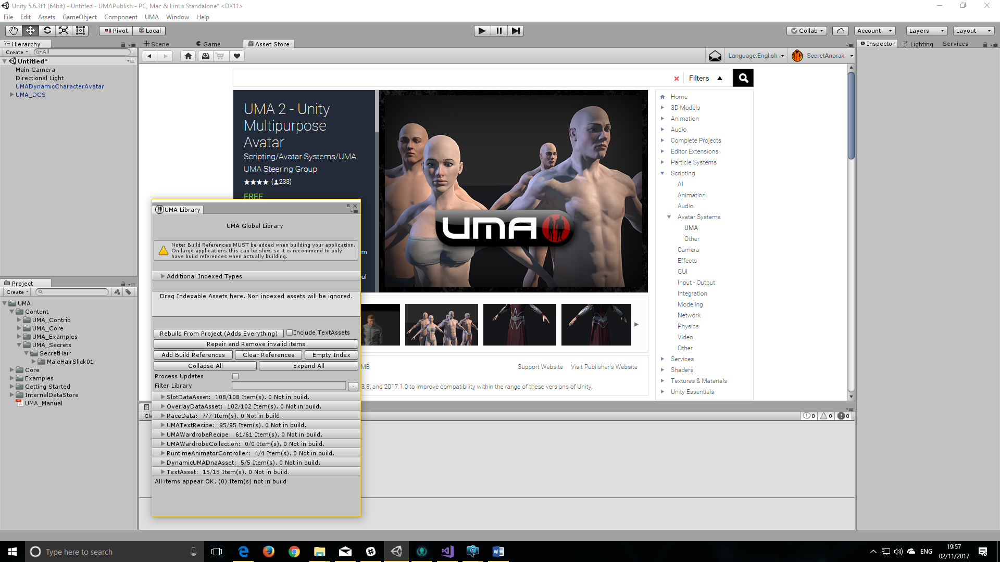 Unity 5.6.3f1 (64bit) - Untitled - UMAPublish - PC, Mac & Linux Standalone* <DX11>
File Edit Assets GameObject Component UMA Window Help
Pivot Local
Collab Account Layers Layout
Hierarchy
Create All
Untitled*
Main Camera
Directional Light
UMADynamicCharacterAvatar
UMA_DCS
Project
Create
UMA
Content
UMA_Contrib
UMA_Core
UMA_Examples
UMA_Secrets
SecretHair
MaleHairSlick01
Core
Examples
Getting Started
InternalDataStore
UMA_Manual
Scene Game Asset Store
Language:English SecretAnorak
Filters
UMA 2 - Unity
Multipurpose
Avatar
Scripting/Avatar Systems/UMA
UMA Steering Group
(233)
FREE
UMA
Support Website Visit Publisher's Website
3.8, and 2017.1.0 to improve compatibility within the range of these versions of Unity.
Home
3D Models
Animation
Audio
Complete Projects
Editor Extensions
Particle Systems
Scripting
AI
Animation
Audio
Avatar Systems
UMA
Other
Camera
Effects
GUI
Input - Output
Integration
Modeling
Network
Physics
Video
Other
Services
Shaders
Textures & Materials
Unity Essentials
UMA Library
UMA Global Library
Note: Build References MUST be added when building your application.
On large applications this can be slow, so it is recommend to only
have build references when actually building.
Additional Indexed Types
Drag Indexable Assets here. Non indexed assets will be ignored.
Rebuild From Project (Adds Everything) Include TextAssets
Repair and Remove invalid items
Add Build References Clear References Empty Index
Collapse All Expand All
Process Updates
Filter Library -
SlotDataAsset: 108/108 Item(s). 0 Not in build.
OverlayDataAsset: 102/102 Item(s). 0 Not in build.
RaceData: 7/7 Item(s). 0 Not in build.
UMATextRecipe: 95/95 Item(s). 0 Not in build.
UMAWardrobeRecipe: 61/61 Item(s). 0 Not in build.
UMAWardrobeCollection: 0/0 Item(s). 0 Not in build.
RuntimeAnimatorController: 4/4 Item(s). 0 Not in build.
DynamicUMADnaAsset: 5/5 Item(s). 0 Not in build.
TextAsset: 15/15 Item(s). 0 Not in build.
All items appear OK. (0) Item(s) not in build
0 0 0
Inspector Lighting Services
Type here to search
ENG
19:57
02/11/2017